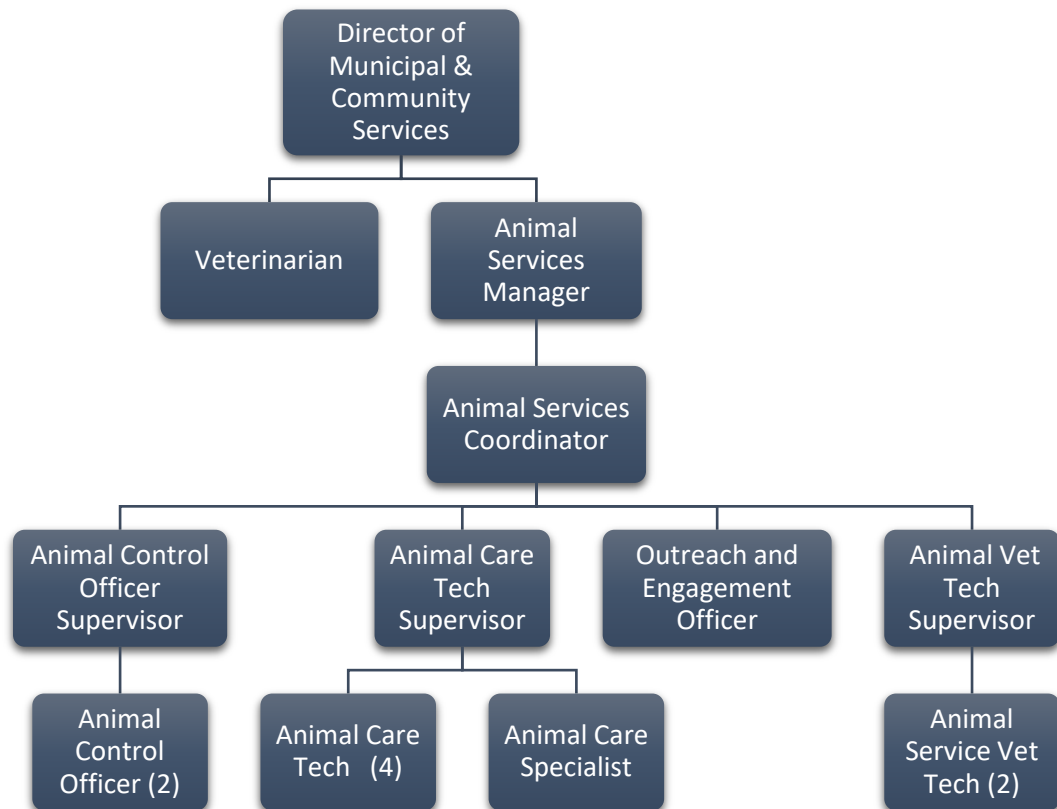 Director of
Municipal &
Community
Services
Veterinarian
Animal
Services
Manager
Animal Services
Coordinator
Animal Control
Officer
Supervisor
Animal Care
Tech
Supervisor
Outreach and
Engagement
Officer
Animal Vet
Tech
Supervisor
Animal
Control
Officer (2)
Animal Care
Tech (4)
Animal Care
Specialist
Animal
Service Vet
Tech (2)